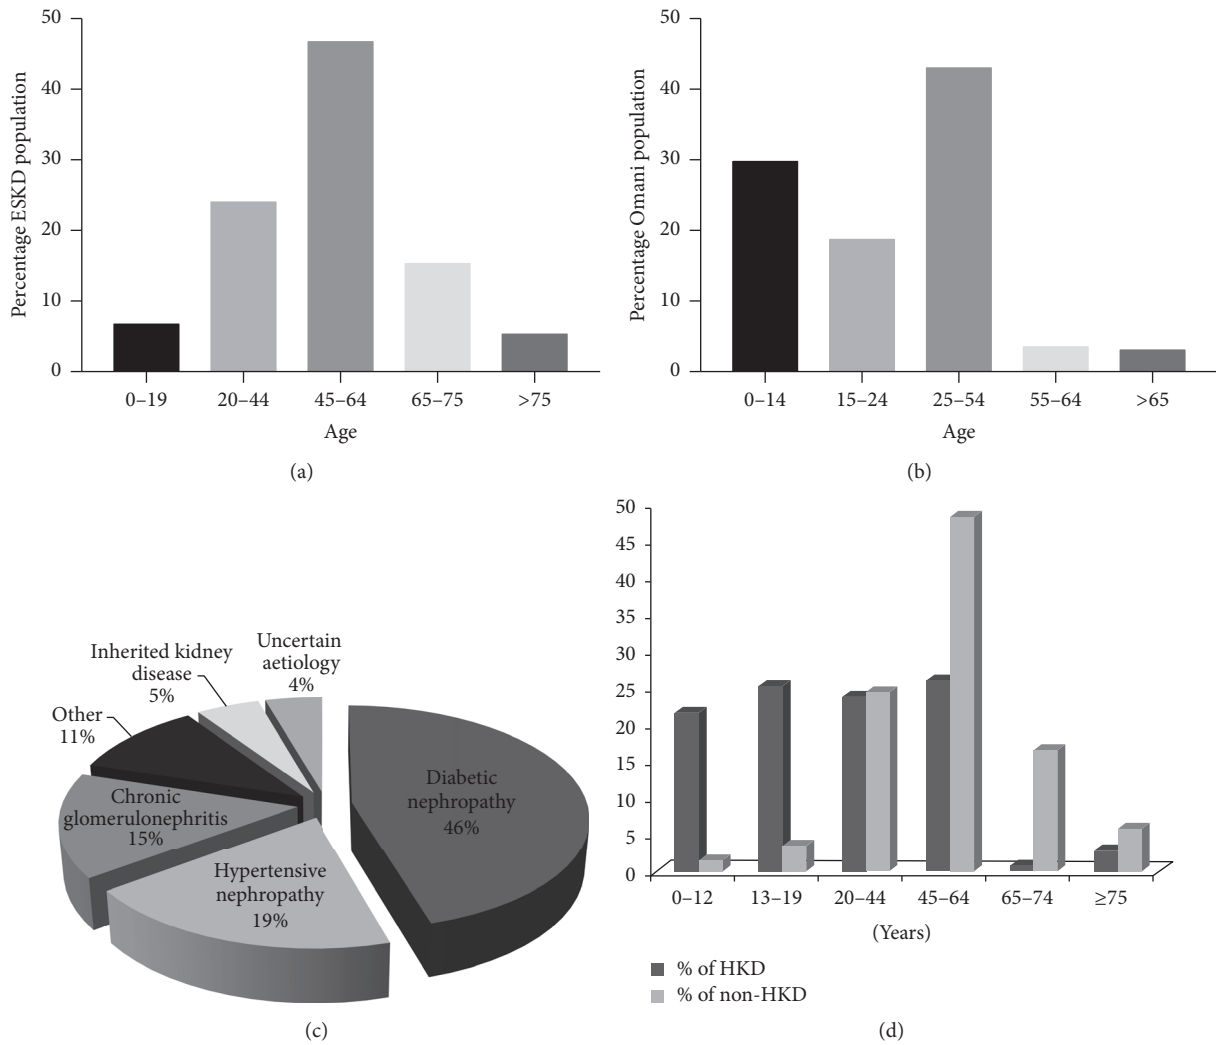 50
40
30
20
10
0
Percentage ESKD population
0–19 20–44 45–64 65–75 >75
Age
(a)
50
40
30
20
10
0
Percentage Omani population
0–14 15–24 25–54 55–64 >65
Age
(b)
Uncertain
aetiology
4%
Inherited kidney
disease
5%
Other
11%
Chronic
glomerulonephritis
15%
Diabetic
nephropathy
46%
Hypertensive
nephropathy
19%
(c)
50
45
40
35
30
25
20
15
10
5
0
0–12 13–19 20–44 45–64 65–74 ≥75
(Years)
% of HKD
% of non-HKD
(d)